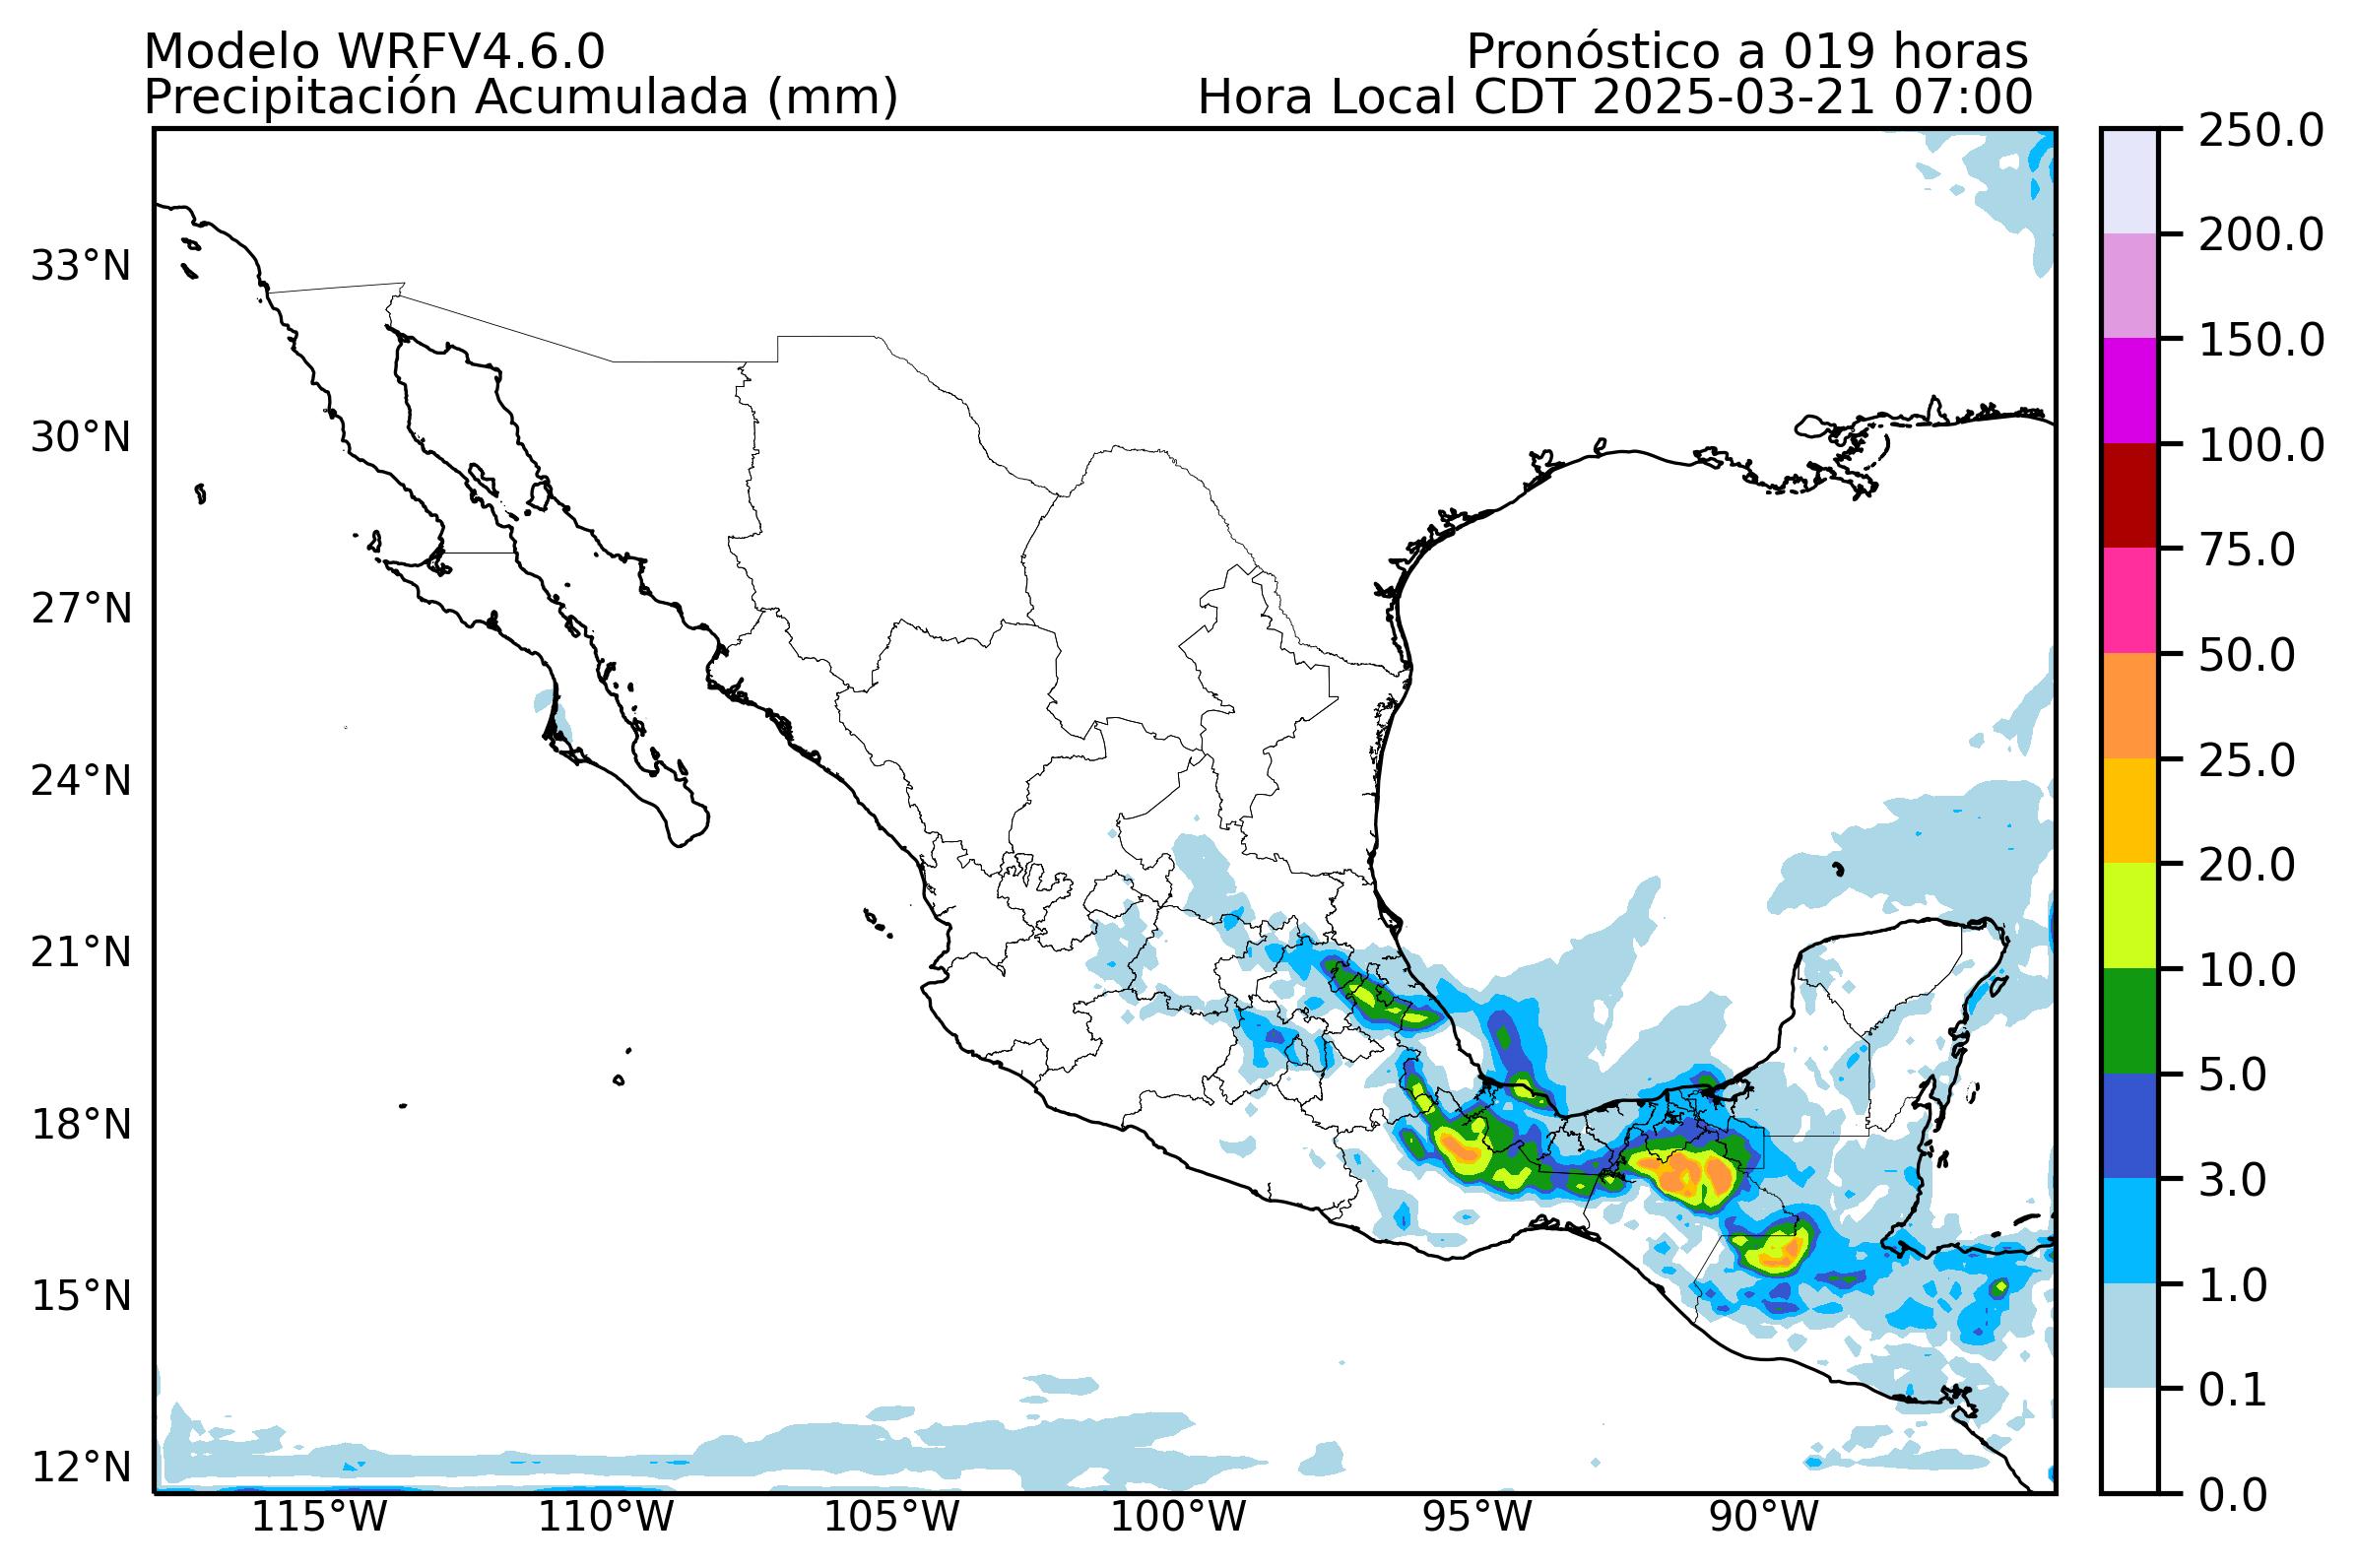 Modelo WRFV4.6.0
Pronóstico a 019 horas
Precipitación Acumulada (mm)
Hora Local CDT 2025-03-21 07:00
33°N
30°N
27°N
24°N
21°N
18°N
15°N
12°N
115°W
110°W
105°W
100°W
95°W
90°W
250.0
200.0
150.0
100.0
75.0
50.0
25.0
20.0
10.0
5.0
3.0
1.0
0.1
0.0